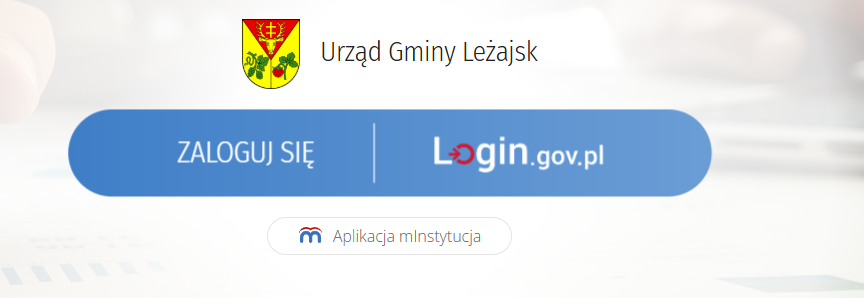 Urząd Gminy Leżajsk
ZALOGUJ SIĘ
Login.gov.pl
Aplikacja mInstytucja